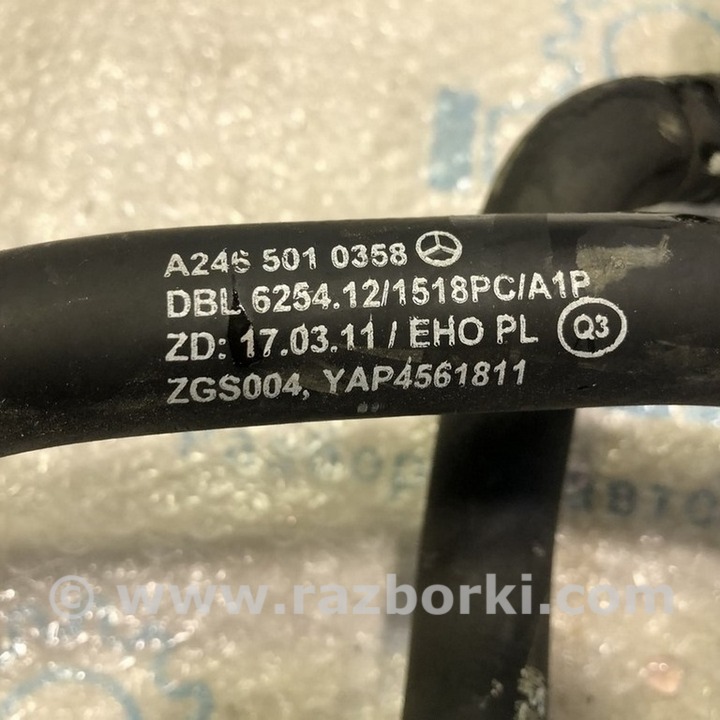 A246 501 0358
DBL 6254.12/1518PC/A1P
ZD: 17.03.11 / EHO PL Q3
ZGS004, YAP4561811
© www.razborki.com